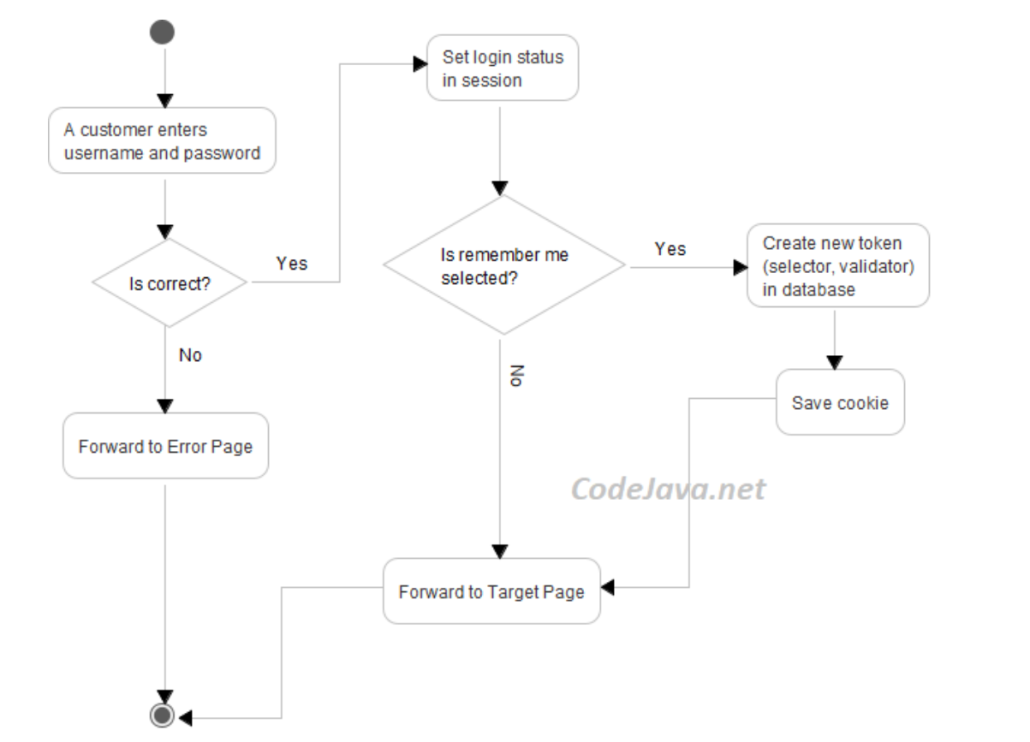 A customer enters
username and password
Is correct?
Yes
No
Forward to Error Page
Set login status
in session
Is remember me
selected?
Yes
No
Create new token
(selector, validator)
in database
Save cookie
CodeJava.net
Forward to Target Page